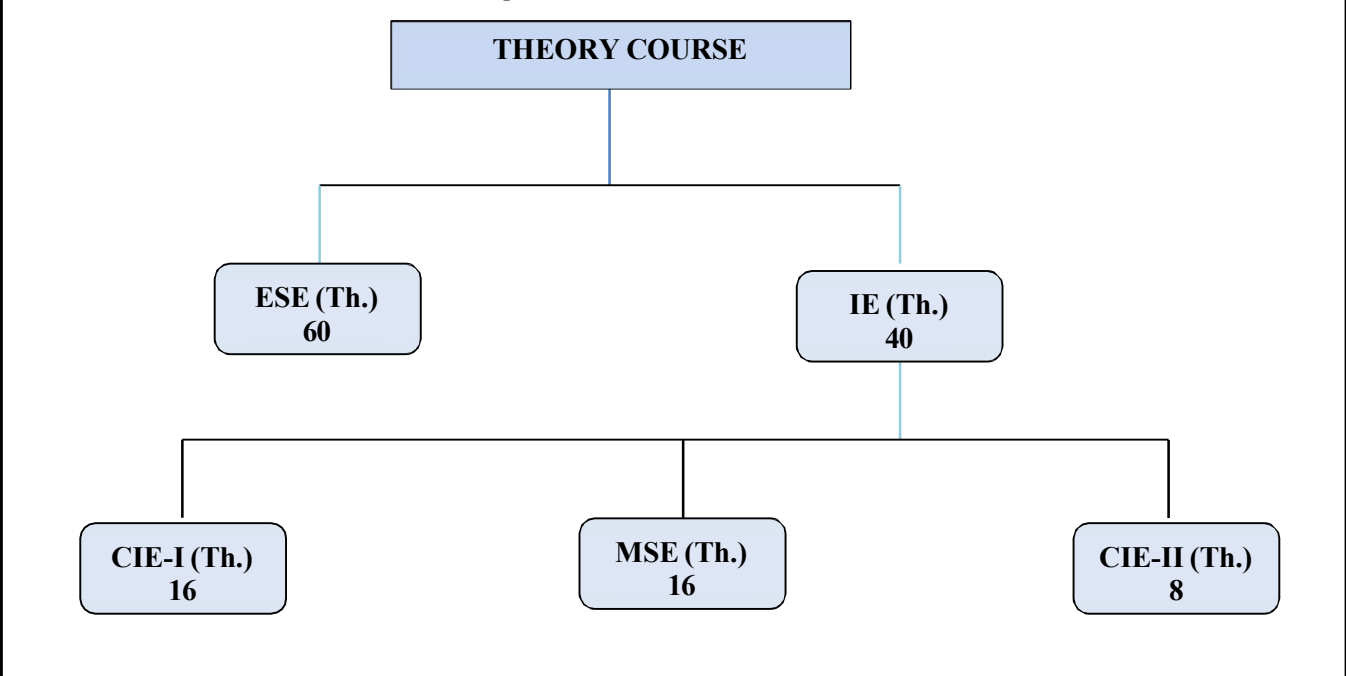 THEORY COURSE
ESE (Th.)
60
IE (Th.)
40
CIE-I (Th.)
16
MSE (Th.)
16
CIE-II (Th.)
8